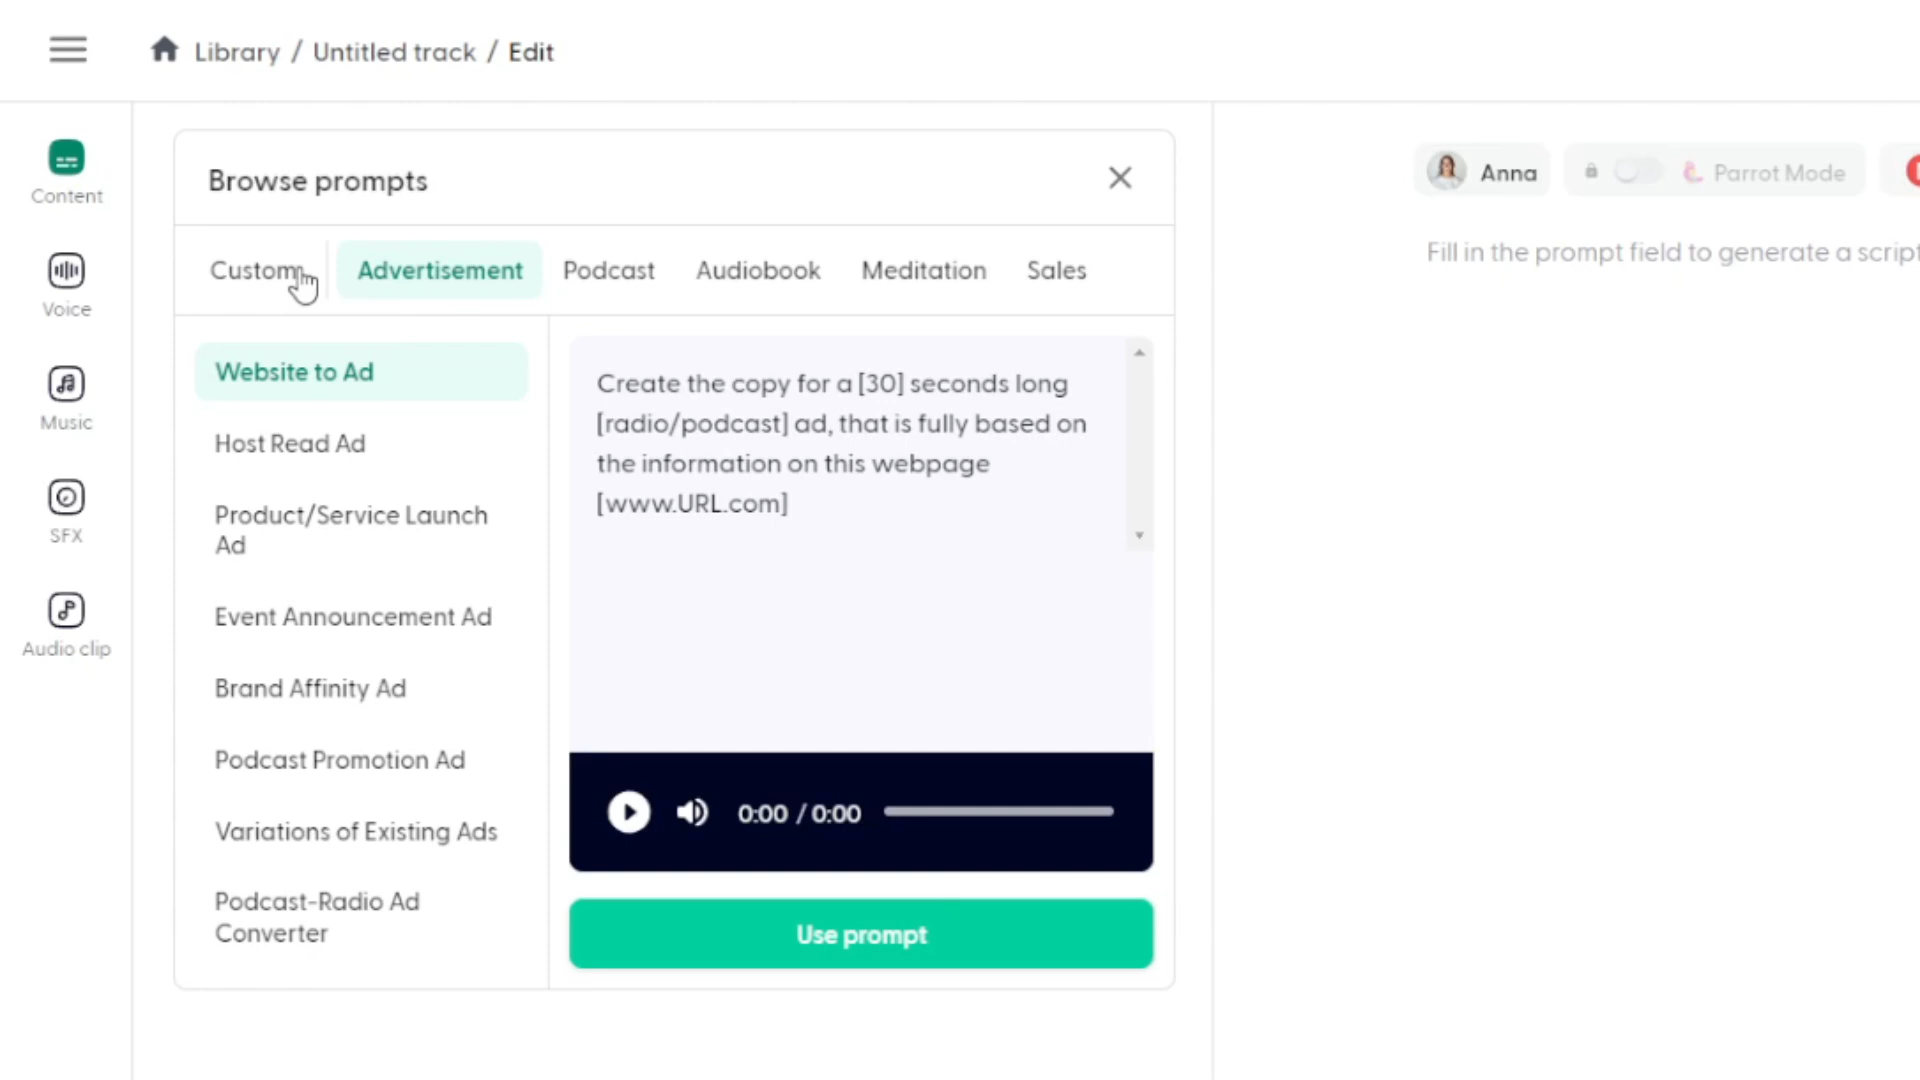 Library / Untitled track / Edit
Content
Voice
Music
SFX
Audio clip
Browse prompts
Custom
Advertisement
Podcast
Audiobook
Meditation
Sales
Website to Ad
Host Read Ad
Product/Service Launch
Ad
Event Announcement Ad
Brand Affinity Ad
Podcast Promotion Ad
Variations of Existing Ads
Podcast-Radio Ad
Converter
Create the copy for a [30] seconds long
[radio/podcast] ad, that is fully based on
the information on this webpage
[www.URL.com]
0:00 / 0:00
Use prompt
Anna
Parrot Mode
Fill in the prompt field to generate a script